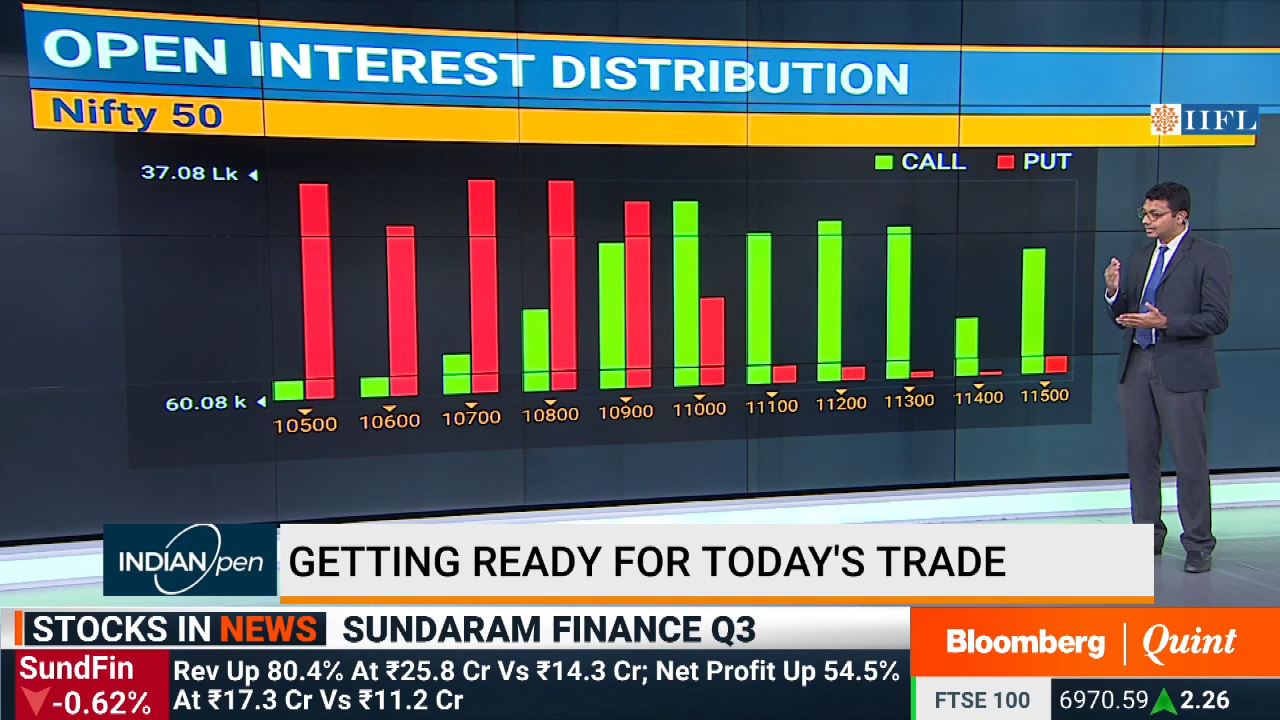 OPEN INTEREST DISTRIBUTION
Nifty 50
IIFL
CALL PUT
37.08 Lk
60.08 k
10500 10600 10700 10800 10900 11000 11100 11200 11300 11400 11500
INDIAN Open
GETTING READY FOR TODAY'S TRADE
STOCKS IN NEWS SUNDARAM FINANCE Q3
SundFin
-0.62%
Rev Up 80.4% At ₹25.8 Cr Vs ₹14.3 Cr; Net Profit Up 54.5%
At ₹17.3 Cr Vs ₹11.2 Cr
Bloomberg | Quint
FTSE 100 6970.59 2.26